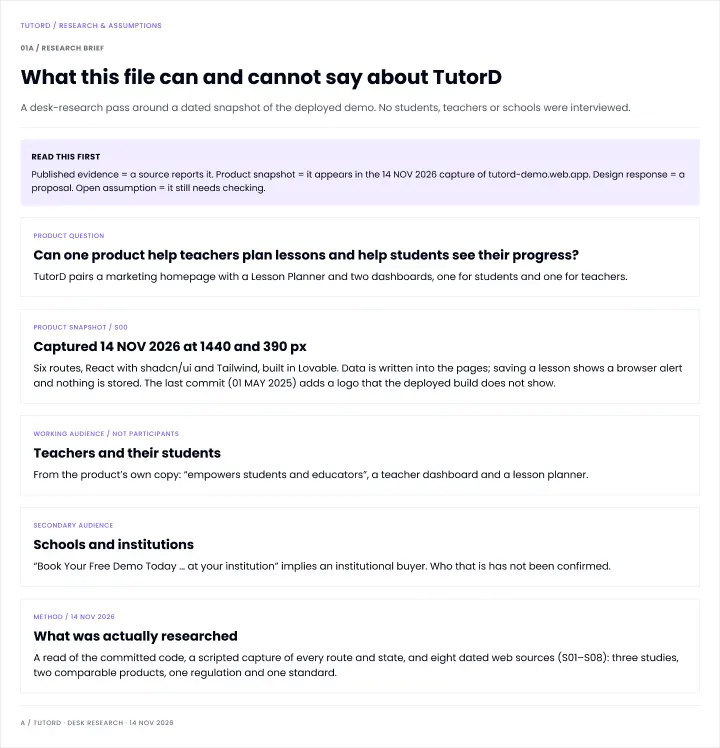 TUTORD / RESEARCH & ASSUMPTIONS
01A / RESEARCH BRIEF
What this file can and cannot say about TutorD
A desk-research pass around a dated snapshot of the deployed demo. No students, teachers or schools were interviewed.
READ THIS FIRST
Published evidence = a source reports it. Product snapshot = it appears in the 14 NOV 2026 capture of tutord-demo.web.app. Design response = a
proposal. Open assumption = it still needs checking.
PRODUCT QUESTION
Can one product help teachers plan lessons and help students see their progress?
TutorD pairs a marketing homepage with a Lesson Planner and two dashboards, one for students and one for teachers.
PRODUCT SNAPSHOT / S00
Captured 14 NOV 2026 at 1440 and 390 px
Six routes, React with shadcn/ui and Tailwind, built in Lovable. Data is written into the pages; saving a lesson shows a browser alert
and nothing is stored. The last commit (01 MAY 2025) adds a logo that the deployed build does not show.
WORKING AUDIENCE / NOT PARTICIPANTS
Teachers and their students
From the product’s own copy: “empowers students and educators”, a teacher dashboard and a lesson planner.
SECONDARY AUDIENCE
Schools and institutions
“Book Your Free Demo Today … at your institution” implies an institutional buyer. Who that is has not been confirmed.
METHOD / 14 NOV 2026
What was actually researched
A read of the committed code, a scripted capture of every route and state, and eight dated web sources (S01–S08): three studies,
two comparable products, one regulation and one standard.
A / TUTORD · DESK RESEARCH · 14 NOV 2026